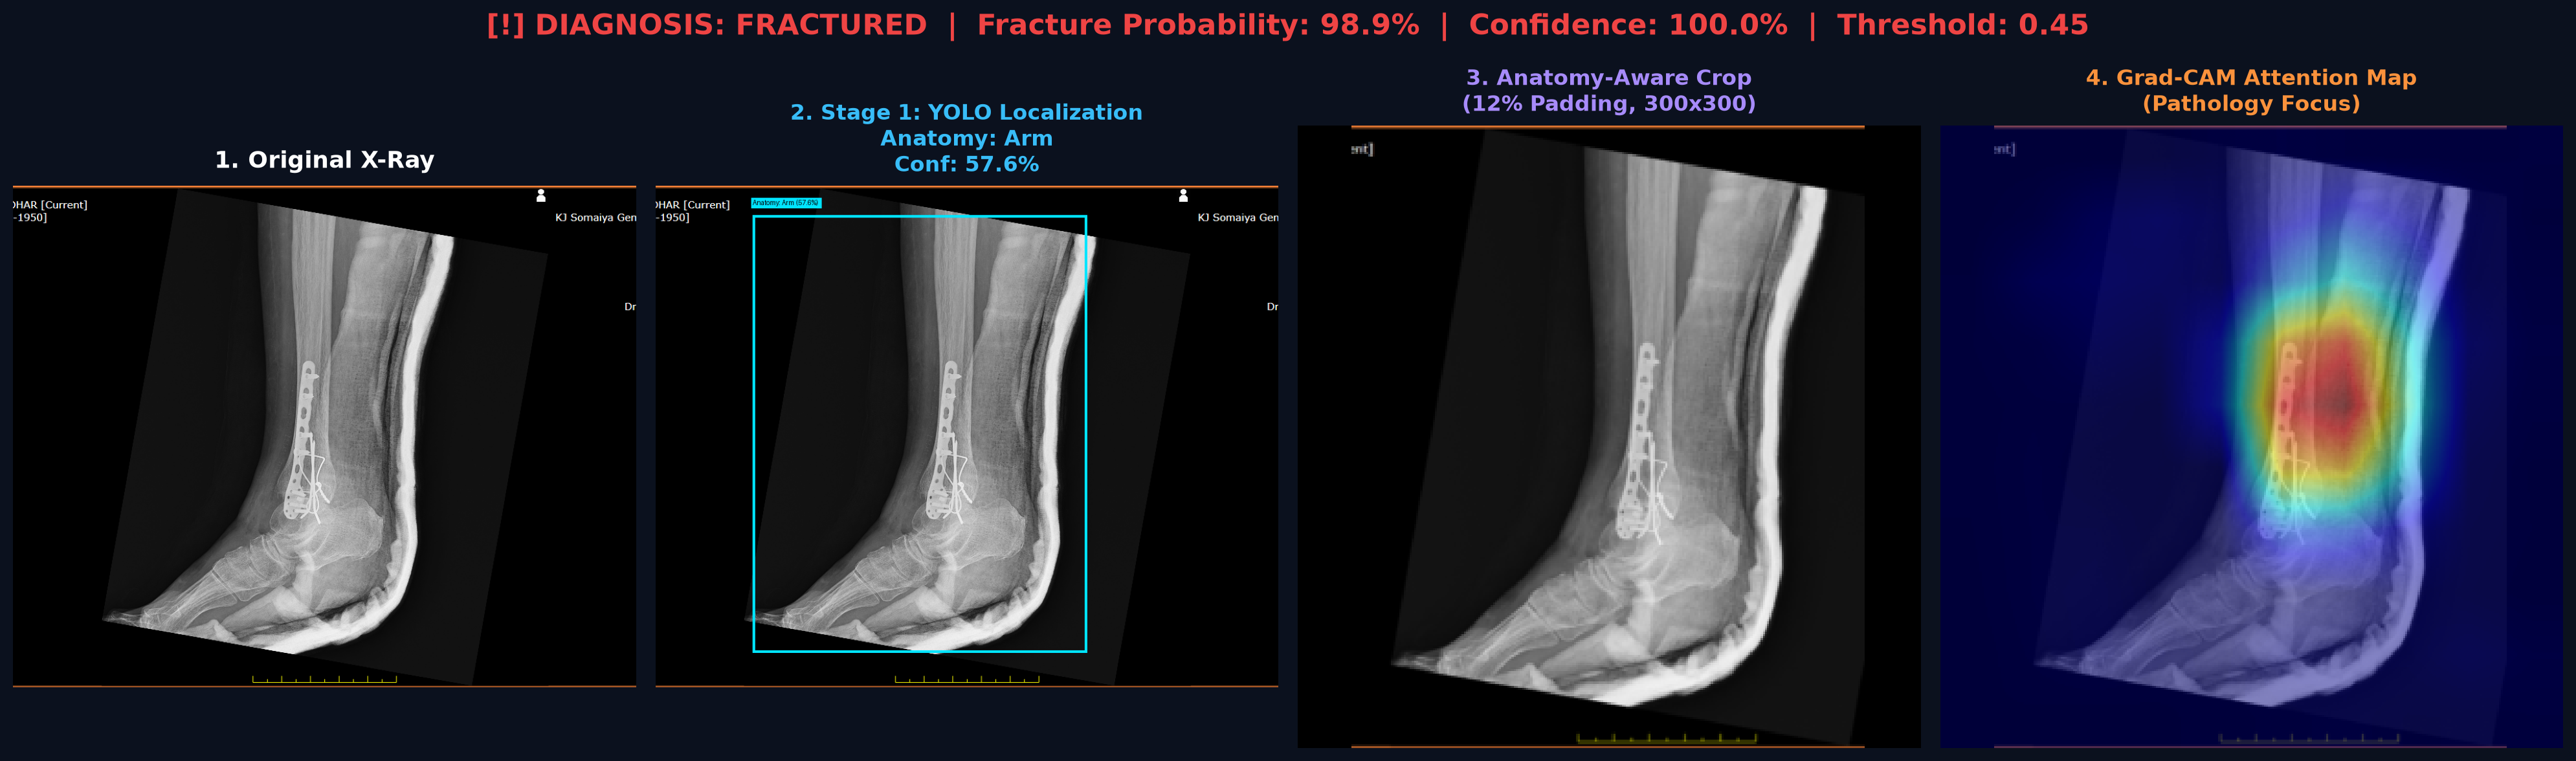 [!] DIAGNOSIS: FRACTURED | Fracture Probability: 98.9% | Confidence: 100.0% | Threshold: 0.45
1. Original X-Ray
OHAR [Current]
-1950]
KJ Somaiya Gen
Dr
2. Stage 1: YOLO Localization
Anatomy: Arm
Conf: 57.6%
OHAR [Current]
-1950]
Anatomy: Arm (57.6%)
KJ Somaiya Gen
Dr
3. Anatomy-Aware Crop
(12% Padding, 300x300)
ent]
4. Grad-CAM Attention Map
(Pathology Focus)
ent]